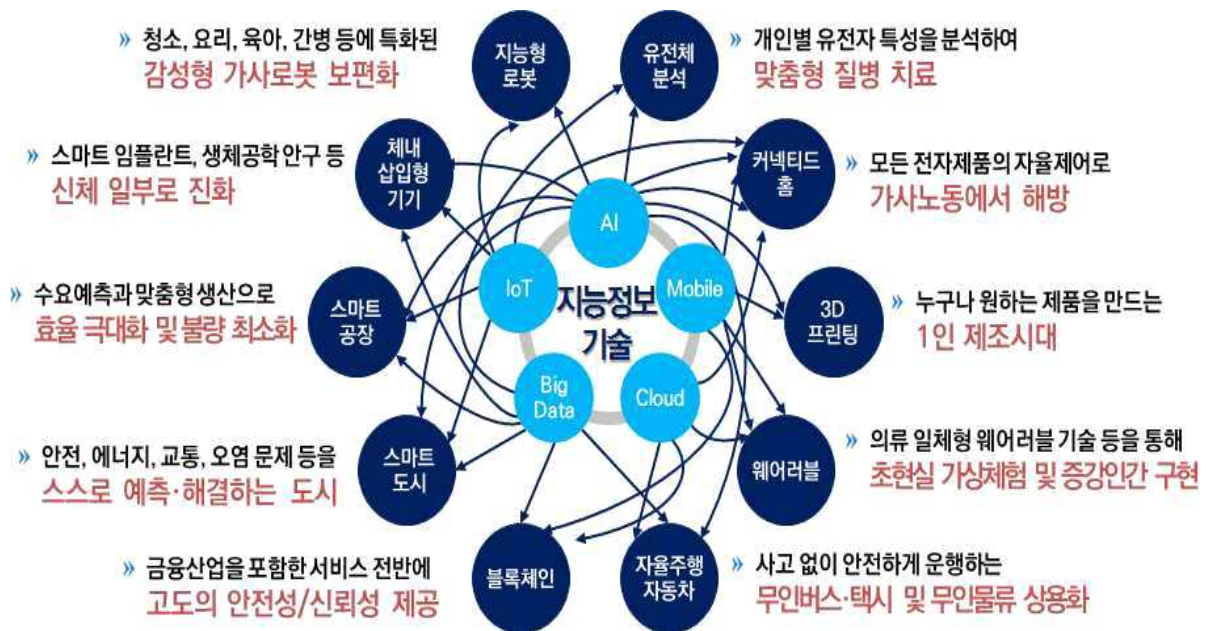 » 청소, 요리, 육아, 간병 등에 특화된
감성형 가사로봇 보편화
지능형
로봇
유전체
분석
» 개인별 유전자 특성을 분석하여
맞춤형 질병 치료
» 스마트 임플란트, 생체공학 안구 등
신체 일부로 진화
체내
삽입형
기기
커넥티드
홈
» 모든 전자제품의 자율제어로
가사노동에서 해방
AI
IoT
Mobile
지능정보
기술
Big
Data
Cloud
» 수요예측과 맞춤형 생산으로
효율 극대화 및 불량 최소화
스마트
공장
3D
프린팅
» 누구나 원하는 제품을 만드는
1인 제조시대
» 안전, 에너지, 교통, 오염 문제 등을
스스로 예측·해결하는 도시
스마트
도시
웨어러블
» 의류 일체형 웨어러블 기술 등을 통해
초현실 가상체험 및 증강인간 구현
» 금융산업을 포함한 서비스 전반에
고도의 안전성/신뢰성 제공
블록체인
자율주행
자동차
» 사고 없이 안전하게 운행하는
무인버스·택시 및 무인물류 상용화